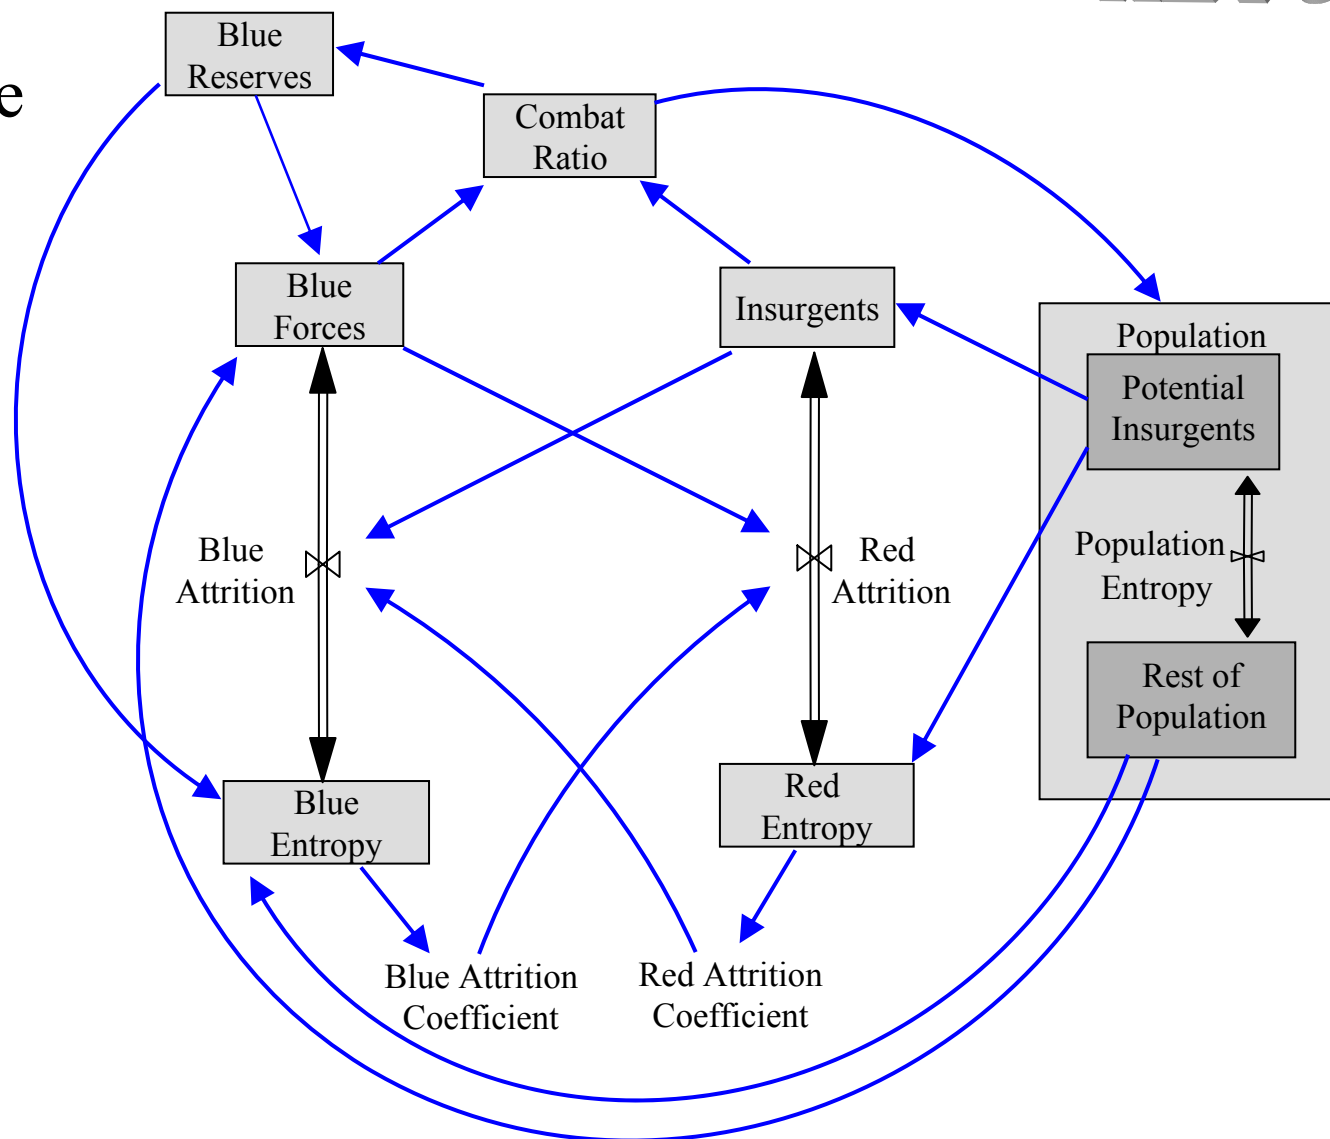 Blue
Reserves
e
Combat
Ratio
Blue
Forces
Insurgents
Population
Potential
Insurgents
Blue
Attrition
Red
Attrition
Population
Entropy
Rest of
Population
Blue
Entropy
Red
Entropy
Blue Attrition
Coefficient
Red Attrition
Coefficient